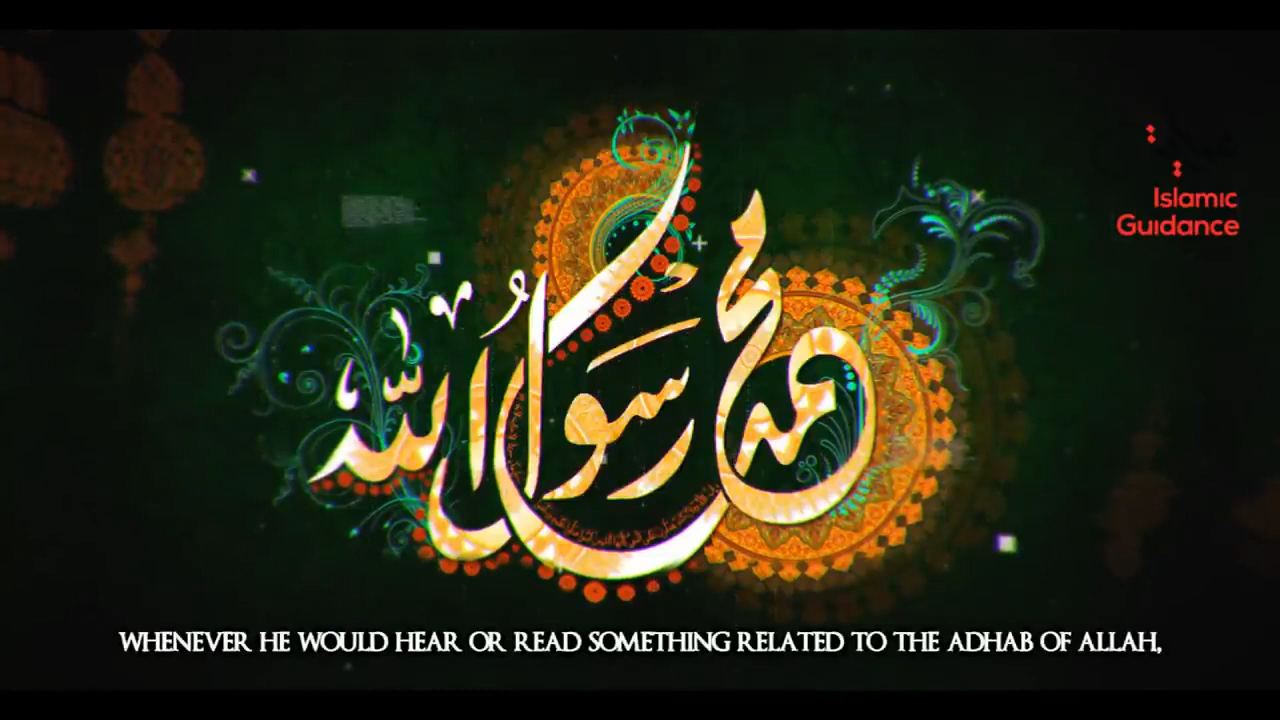 Islamic
Guidance
محمد رسول الله
WHENEVER HE WOULD HEAR OR READ SOMETHING RELATED TO THE ADHAB OF ALLAH,